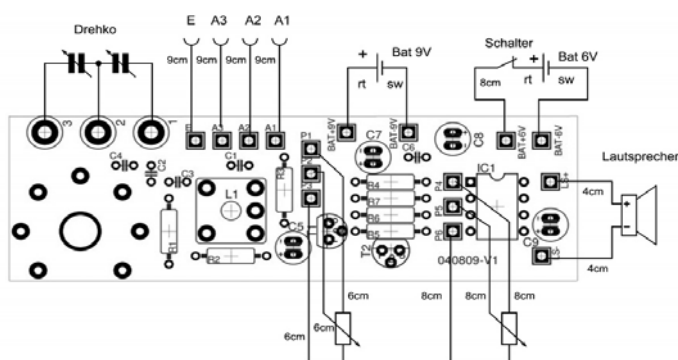 Drehko
E A3 A2 A1
9cm 9cm 9cm 9cm
+ Bat 9V
rt sw
Schalter
+ Bat 6V
8cm rt sw
3 2 1
E A3 A2 A1
P1
P3
BAT+9V
C7
BAT-9V
C6
C8
BAT+6V
BAT-6V
C4
C2
C3
C1
L1
R3
R1
R2
C5
R4
R7
R6
R5
T2
P4
P5
P6
IC1
C9
040809-V1
Lautsprecher
LS+
4cm
+
-
4cm
6cm
6cm
6cm
8cm
8cm
8cm